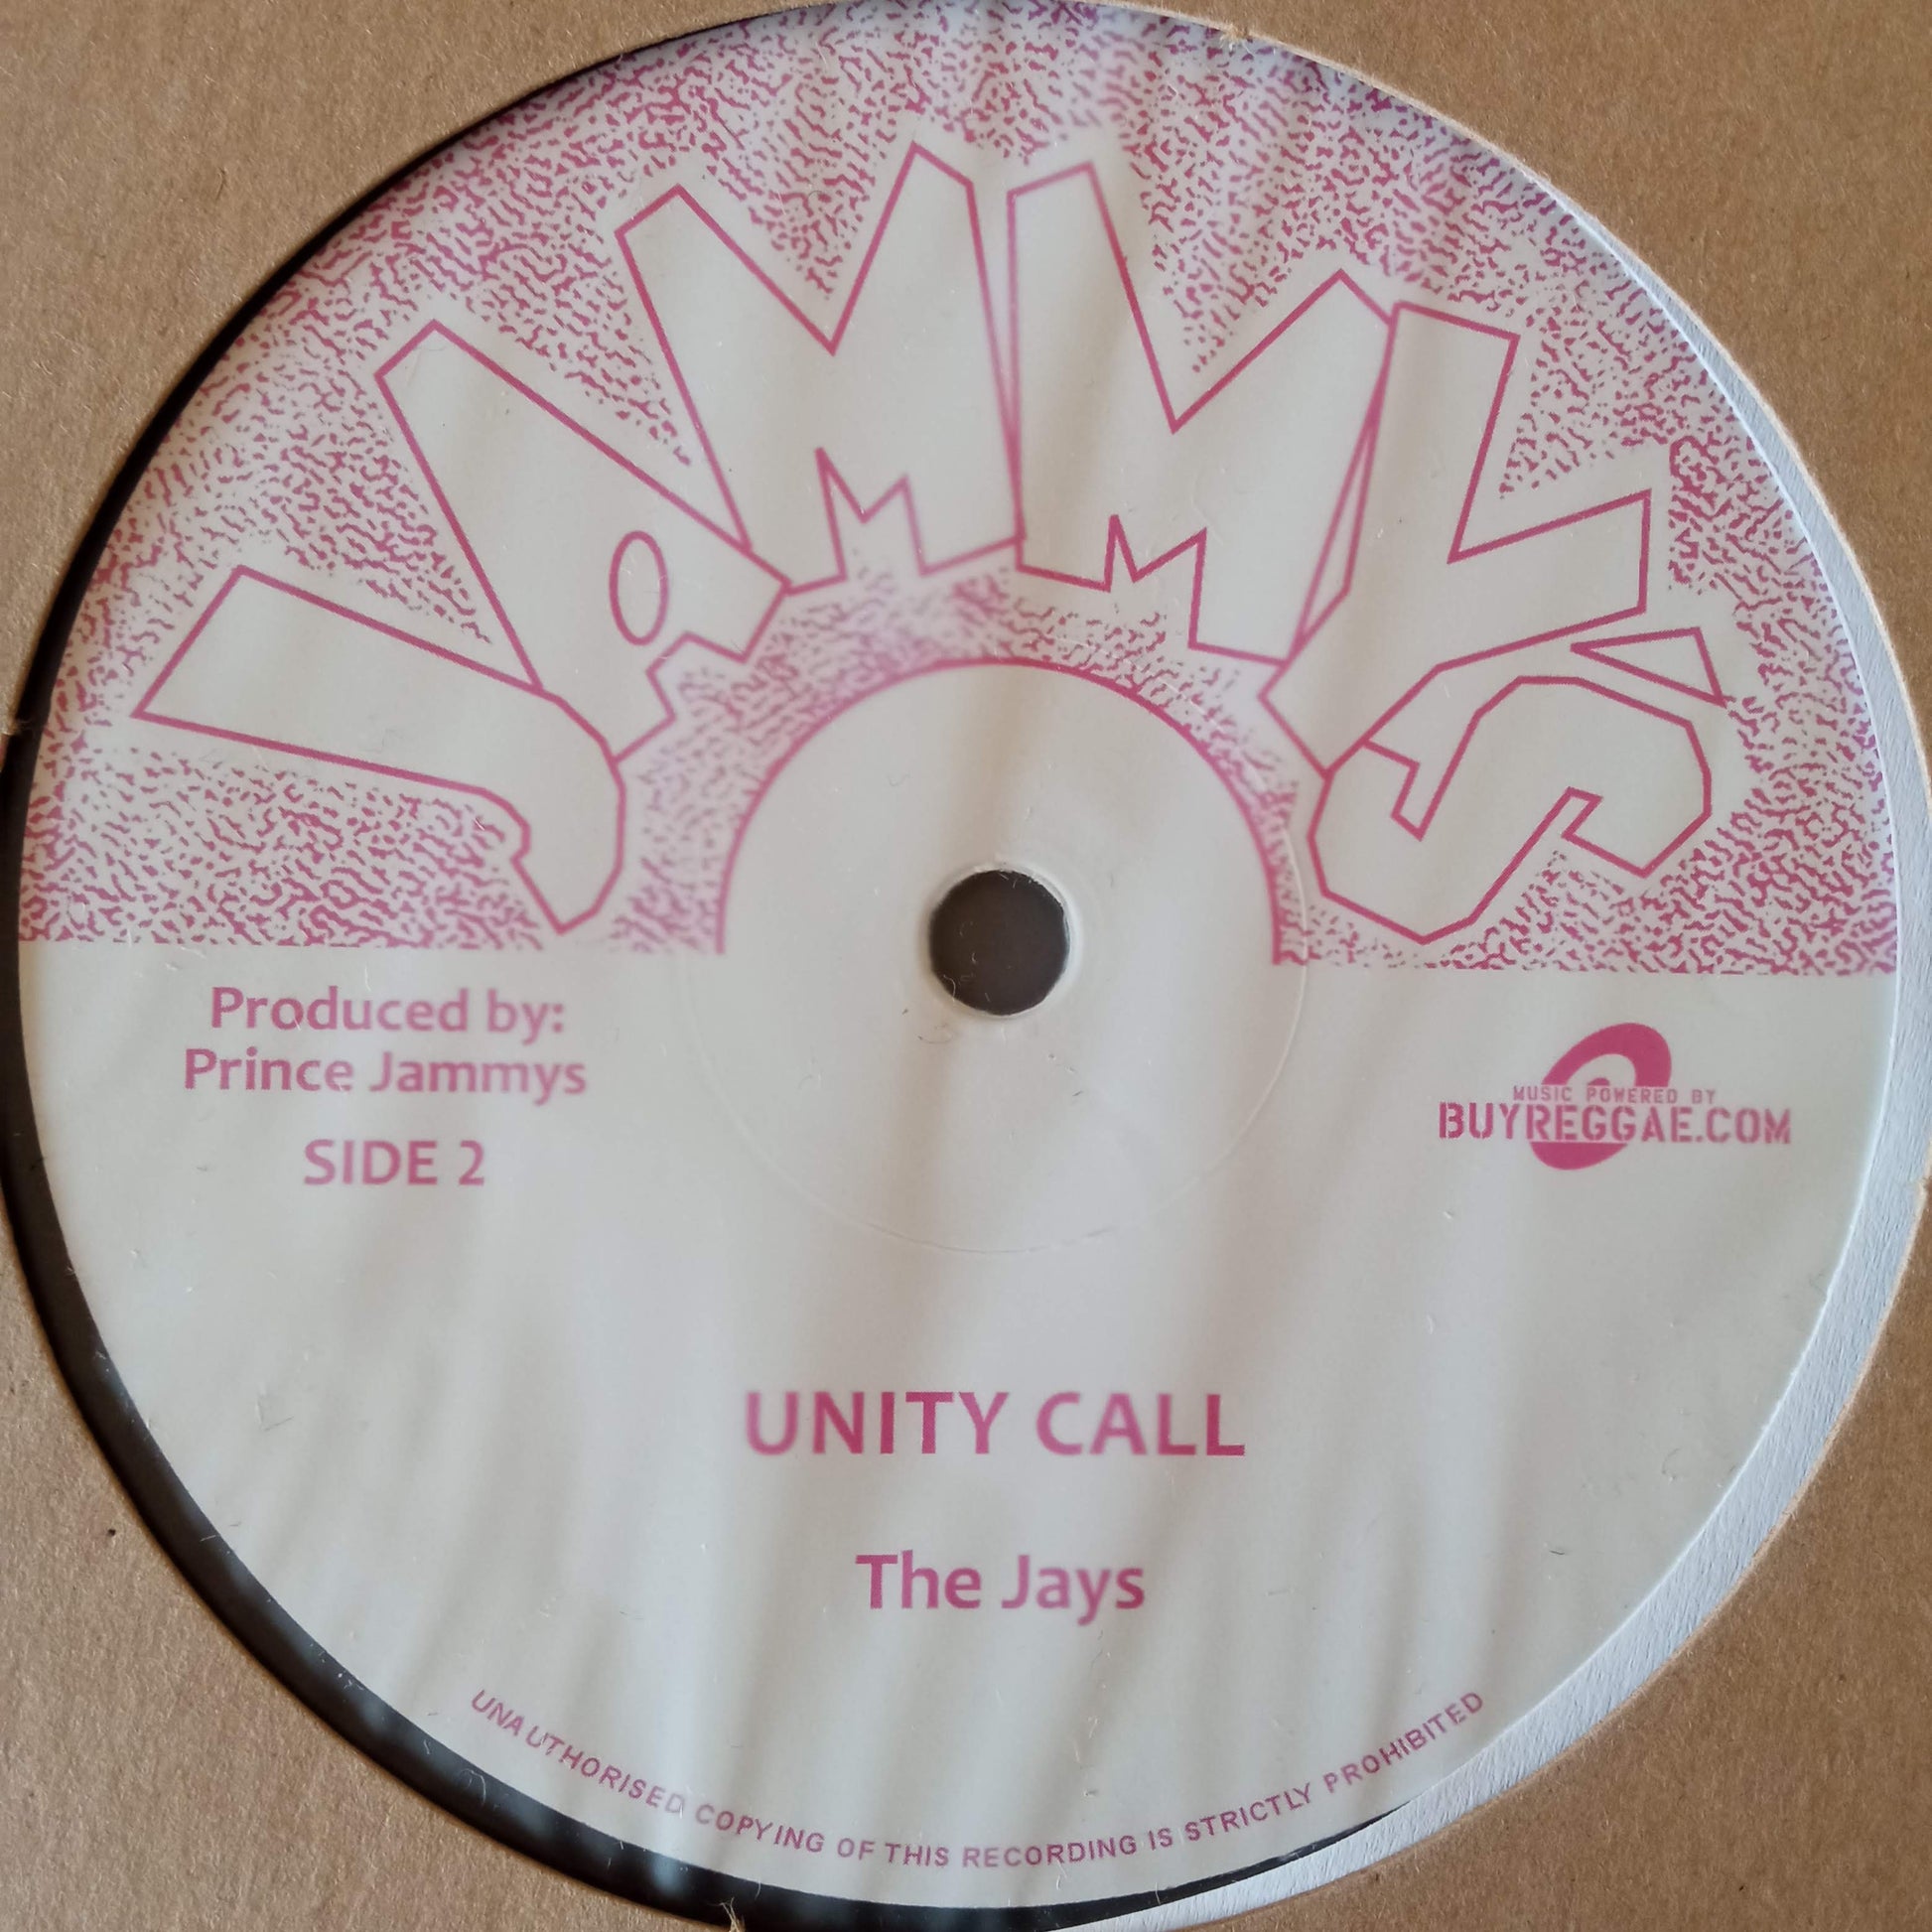 JAMMY'S
Produced by:
Prince Jammys
SIDE 2
MUSIC POWERED BY
BUYREGGAE.COM
UNITY CALL
The Jays
UNAUTHORISED COPYING OF THIS RECORDING IS STRICTLY PROHIBITED